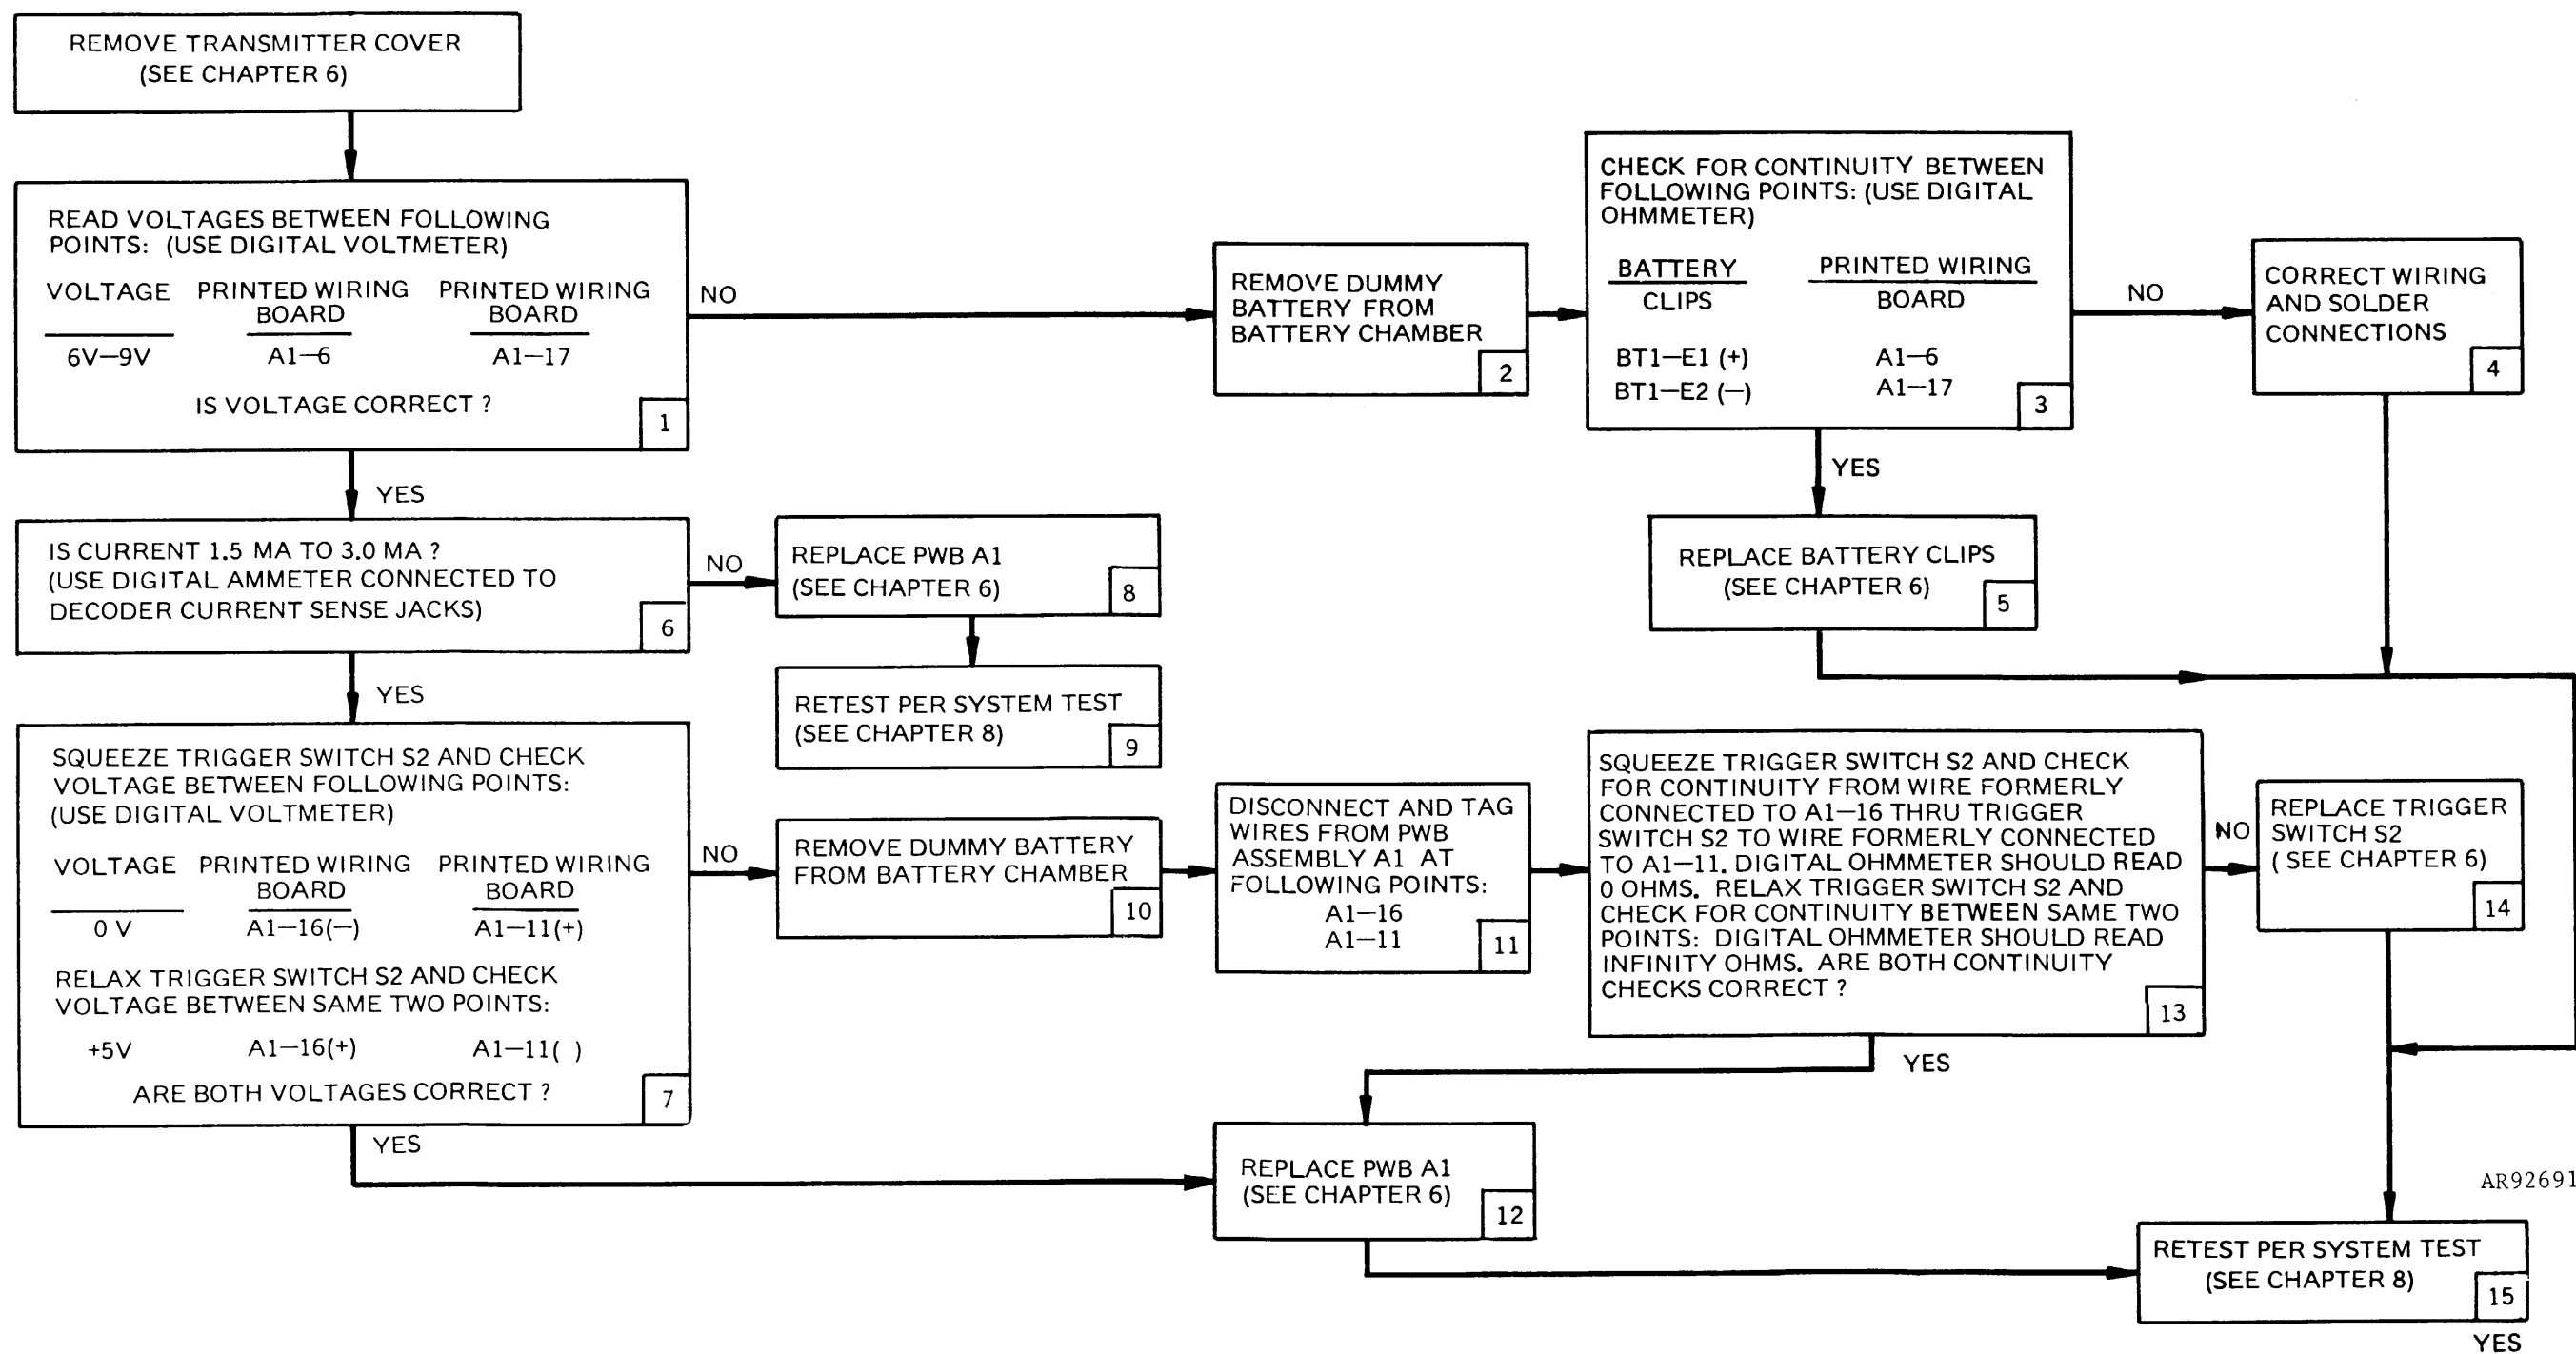 REMOVE TRANSMITTER COVER
(SEE CHAPTER 6)
READ VOLTAGES BETWEEN FOLLOWING
POINTS: (USE DIGITAL VOLTMETER)
VOLTAGE PRINTED WIRING PRINTED WIRING
BOARD BOARD
6V—9V A1—6 A1—17
IS VOLTAGE CORRECT ?
1
NO
REMOVE DUMMY
BATTERY FROM
BATTERY CHAMBER
2
CHECK FOR CONTINUITY BETWEEN
FOLLOWING POINTS: (USE DIGITAL
OHMMETER)
BATTERY PRINTED WIRING
CLIPS BOARD
BT1—E1 (+) A1—6
BT1—E2 (—) A1—17
3
NO
CORRECT WIRING
AND SOLDER
CONNECTIONS
4
YES
REPLACE BATTERY CLIPS
(SEE CHAPTER 6)
5
YES
IS CURRENT 1.5 MA TO 3.0 MA ?
(USE DIGITAL AMMETER CONNECTED TO
DECODER CURRENT SENSE JACKS)
6
NO
REPLACE PWB A1
(SEE CHAPTER 6)
8
RETEST PER SYSTEM TEST
(SEE CHAPTER 8)
9
YES
SQUEEZE TRIGGER SWITCH S2 AND CHECK
VOLTAGE BETWEEN FOLLOWING POINTS:
(USE DIGITAL VOLTMETER)
VOLTAGE PRINTED WIRING PRINTED WIRING
BOARD BOARD
0 V A1—16(—) A1—11(+)
RELAX TRIGGER SWITCH S2 AND CHECK
VOLTAGE BETWEEN SAME TWO POINTS:
+5V A1—16(+) A1—11( )
ARE BOTH VOLTAGES CORRECT ?
7
NO
REMOVE DUMMY BATTERY
FROM BATTERY CHAMBER
10
DISCONNECT AND TAG
WIRES FROM PWB
ASSEMBLY A1 AT
FOLLOWING POINTS:
A1—16
A1—11
11
SQUEEZE TRIGGER SWITCH S2 AND CHECK
FOR CONTINUITY FROM WIRE FORMERLY
CONNECTED TO A1—16 THRU TRIGGER
SWITCH S2 TO WIRE FORMERLY CONNECTED
TO A1—11. DIGITAL OHMMETER SHOULD READ
0 OHMS. RELAX TRIGGER SWITCH S2 AND
CHECK FOR CONTINUITY BETWEEN SAME TWO
POINTS: DIGITAL OHMMETER SHOULD READ
INFINITY OHMS. ARE BOTH CONTINUITY
CHECKS CORRECT ?
13
NO
REPLACE TRIGGER
SWITCH S2
( SEE CHAPTER 6)
14
YES
YES
REPLACE PWB A1
(SEE CHAPTER 6)
12
AR92691
RETEST PER SYSTEM TEST
(SEE CHAPTER 8)
15
YES